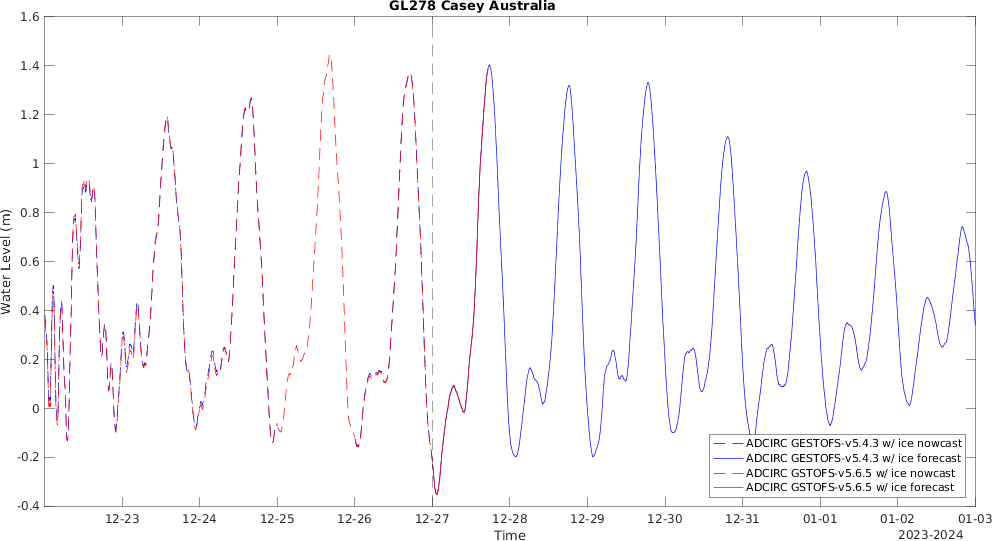 GL278 Casey Australia
1.6
1.4
1.2
1
0.8
0.6
0.4
0.2
0
-0.2
-0.4
Water Level (m)
ADCIRC GESTOFS-v5.4.3 w/ ice nowcast
ADCIRC GESTOFS-v5.4.3 w/ ice forecast
ADCIRC GSTOFS-v5.6.5 w/ ice nowcast
ADCIRC GSTOFS-v5.6.5 w/ ice forecast
12-23 12-24 12-25 12-26 12-27 12-28 12-29 12-30 12-31 01-01 01-02 01-03
Time
2023-2024